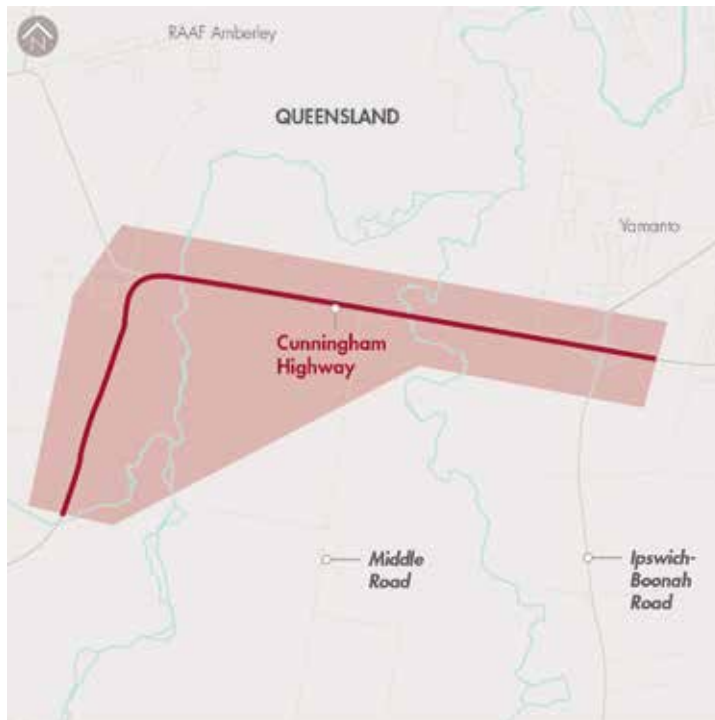 N
RAAF Amberley
QUEENSLAND
Yamanto
Cunningham
Highway
Middle
Road
Ipswich-
Boonah
Road